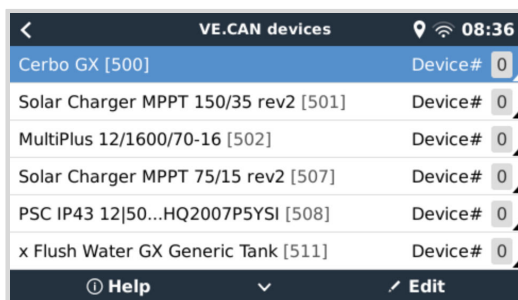 VE.CAN devices 08:36
Cerbo GX [500] Device# 0
Solar Charger MPPT 150/35 rev2 [501] Device# 0
MultiPlus 12/1600/70-16 [502] Device# 0
Solar Charger MPPT 75/15 rev2 [507] Device# 0
PSC IP43 12|50...HQ2007P5YSI [508] Device# 0
x Flush Water GX Generic Tank [511] Device# 0
Help Edit